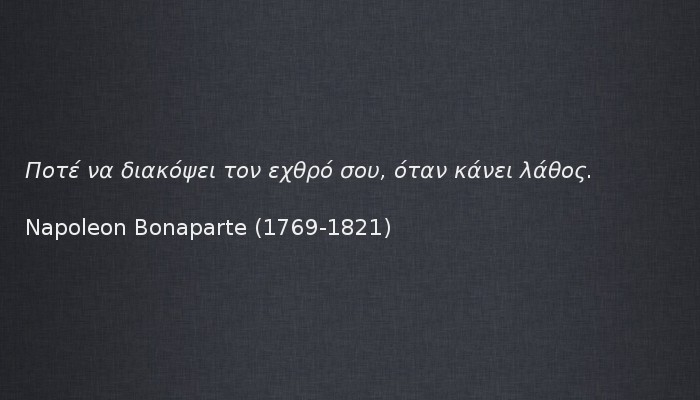 Ποτέ να διακόψει τον εχθρό σου, όταν κάνει λάθος.
Napoleon Bonaparte (1769-1821)